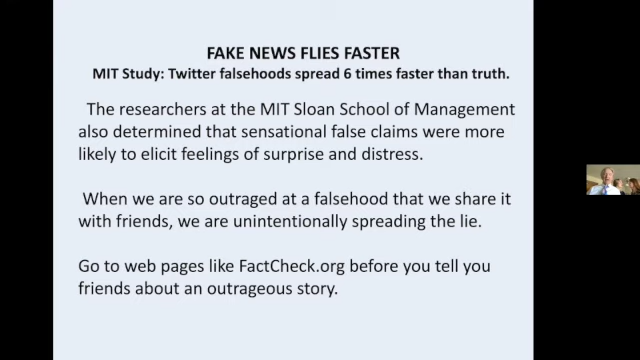 FAKE NEWS FLIES FASTER
MIT Study: Twitter falsehoods spread 6 times faster than truth.
The researchers at the MIT Sloan School of Management
also determined that sensational false claims were more
likely to elicit feelings of surprise and distress.
When we are so outraged at a falsehood that we share it
with friends, we are unintentionally spreading the lie.
Go to web pages like FactCheck.org before you tell you
friends about an outrageous story.